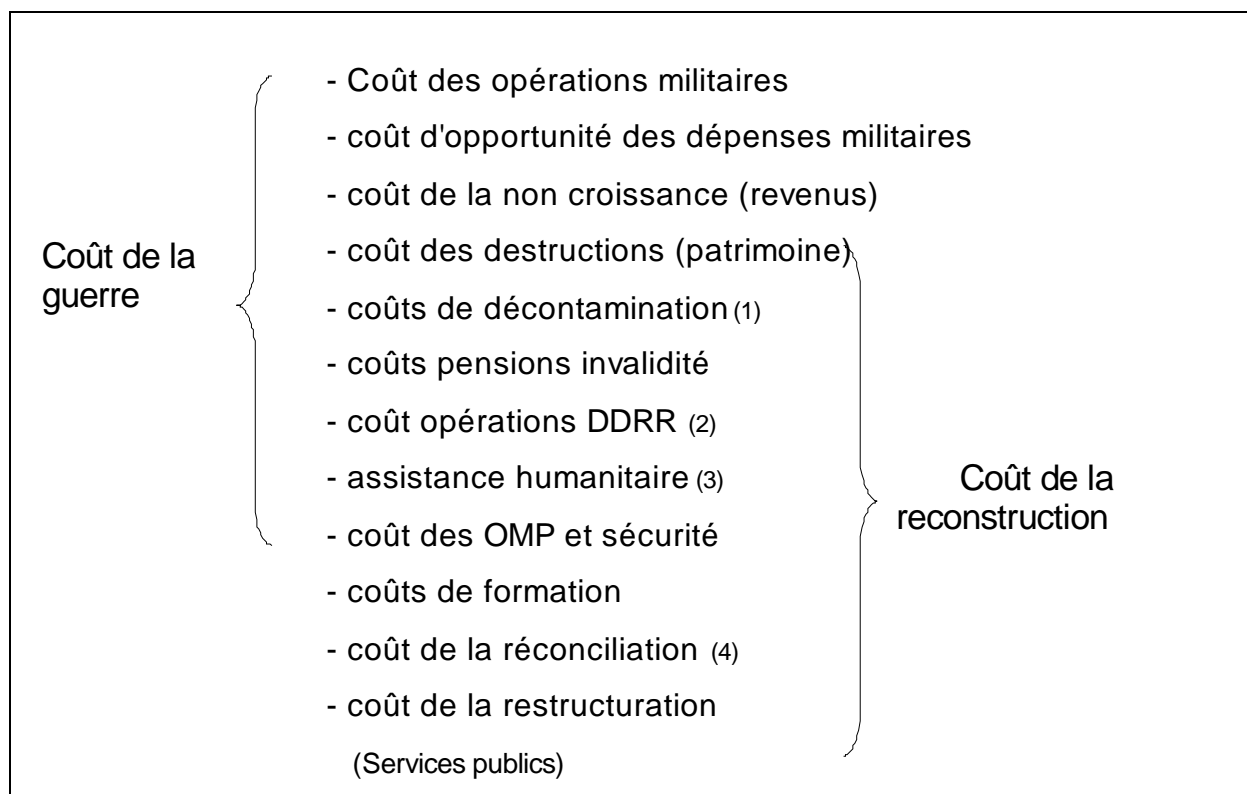 - Coût des opérations militaires
- coût d'opportunité des dépenses militaires
- coût de la non croissance (revenus)
- coût des destructions (patrimoine)
Coût de la
guerre
- coûts de décontamination (1)
- coûts pensions invalidité
- coût opérations DDRR (2)
- assistance humanitaire (3)
Coût de la
reconstruction
- coût des OMP et sécurité
- coûts de formation
- coût de la réconciliation (4)
- coût de la restructuration
(Services publics)